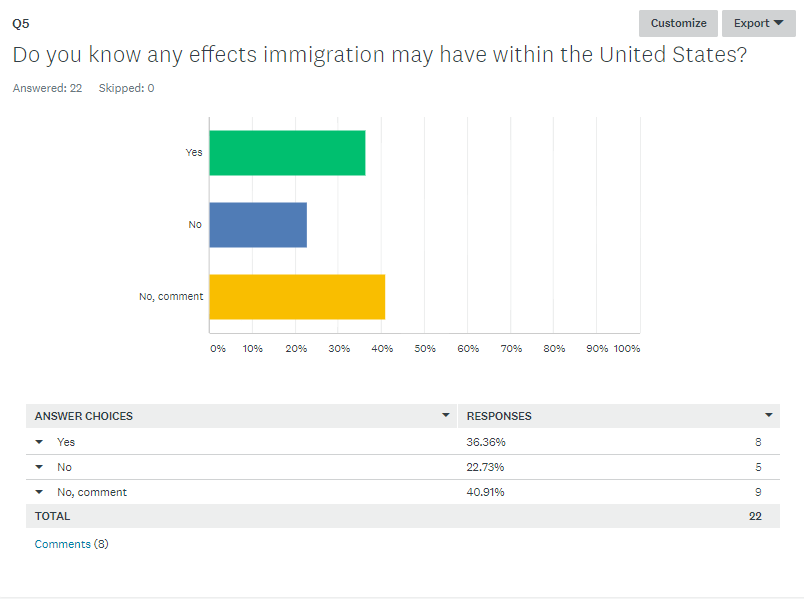 Q5
Customize Export
Do you know any effects immigration may have within the United States?
Answered: 22 Skipped: 0
Yes
No
No, comment
0% 10% 20% 30% 40% 50% 60% 70% 80% 90% 100%
ANSWER CHOICES RESPONSES
Yes 36.36% 8
No 22.73% 5
No, comment 40.91% 9
TOTAL 22
Comments (8)